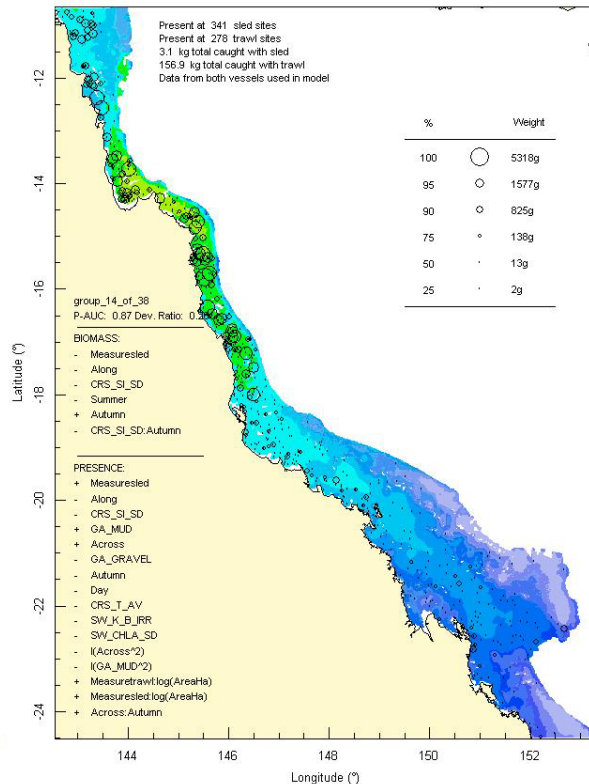 Present at 341 sled sites
Present at 278 trawl sites
3.1 kg total caught with sled
156.9 kg total caught with trawl
Data from both vessels used in model
% Weight
100 5318g
95 1577g
90 825g
75 138g
50 13g
25 2g
group_14_of_38
P-AUC: 0.87 Dev. Ratio:
BIOMASS:
- Measuresled
- Along
- CRS_SI_SD
- Summer
+ Autumn
- CRS_SI_SD:Autumn
PRESENCE:
+ Measuresled
- Along
- CRS_SI_SD
+ GA_MUD
+ Across
- GA_GRAVEL
- Autumn
- Day
- CRS_T_AV
- SW_K_B_IRR
- SW_CHLA_SD
- I(Across^2)
- I(GA_MUD^2)
+ Measuretrawl:log(AreaHa)
+ Measuresled:log(AreaHa)
+ Across:Autumn
Latitude (°)
-12
-14
-16
-18
-20
-22
-24
144 146 148 150 152
Longitude (°)